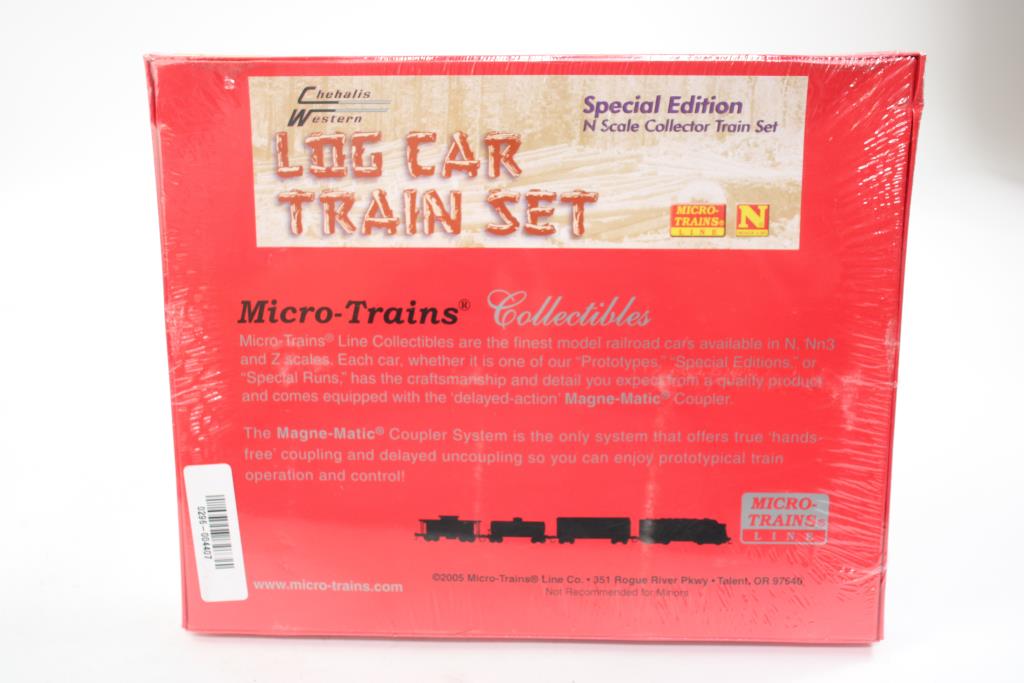 Chehalis
Western
LOG CAR
TRAIN SET
Special Edition
N Scale Collector Train Set
MICRO-
TRAINS®
LINE
N
Micro-Trains® Collectibles
Micro-Trains® Line Collectibles are the finest model railroad cars available in N, Nn3
and Z scales. Each car, whether it is one of our “Prototypes,” “Special Editions,” or
“Special Runs,” has the craftsmanship and detail you expect from a quality product
and comes equipped with the ‘delayed-action’ Magne-Matic® Coupler.
The Magne-Matic® Coupler System is the only system that offers true ‘hands-
free’ coupling and delayed uncoupling so you can enjoy prototypical train
operation and control!
MICRO-
TRAINS®
LINE
0296-004407
www.micro-trains.com
©2005 Micro-Trains® Line Co. • 351 Rogue River Pkwy • Talent, OR 97540
Not Recommended for Minors